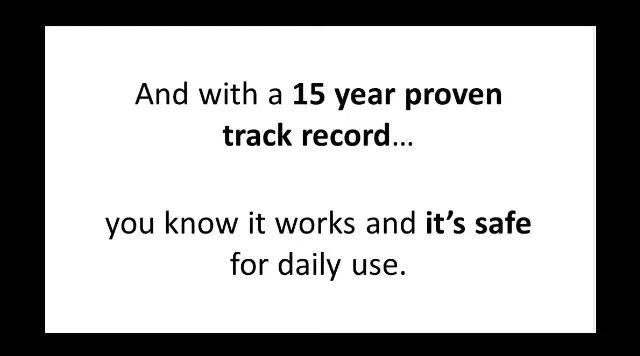 And with a 15 year proven
track record...
you know it works and it's safe
for daily use.